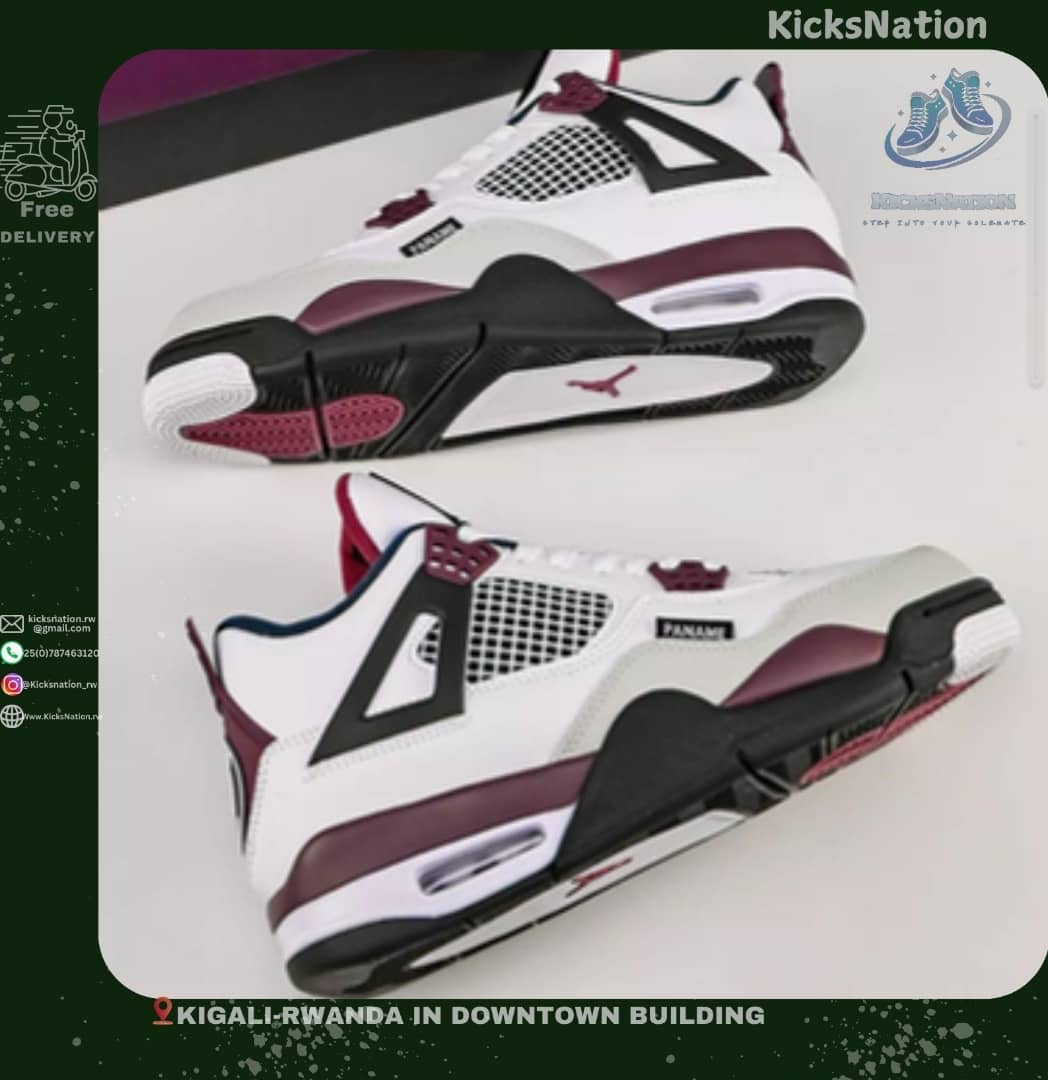 KicksNation
KICKSNATION
Free
DELIVERY
PANAME
PANAME
kicksnation.rw
@gmail.com
25(0)787463120
@Kicksnation_rw
Www.KicksNation.rw
KIGALI-RWANDA IN DOWNTOWN BUILDING